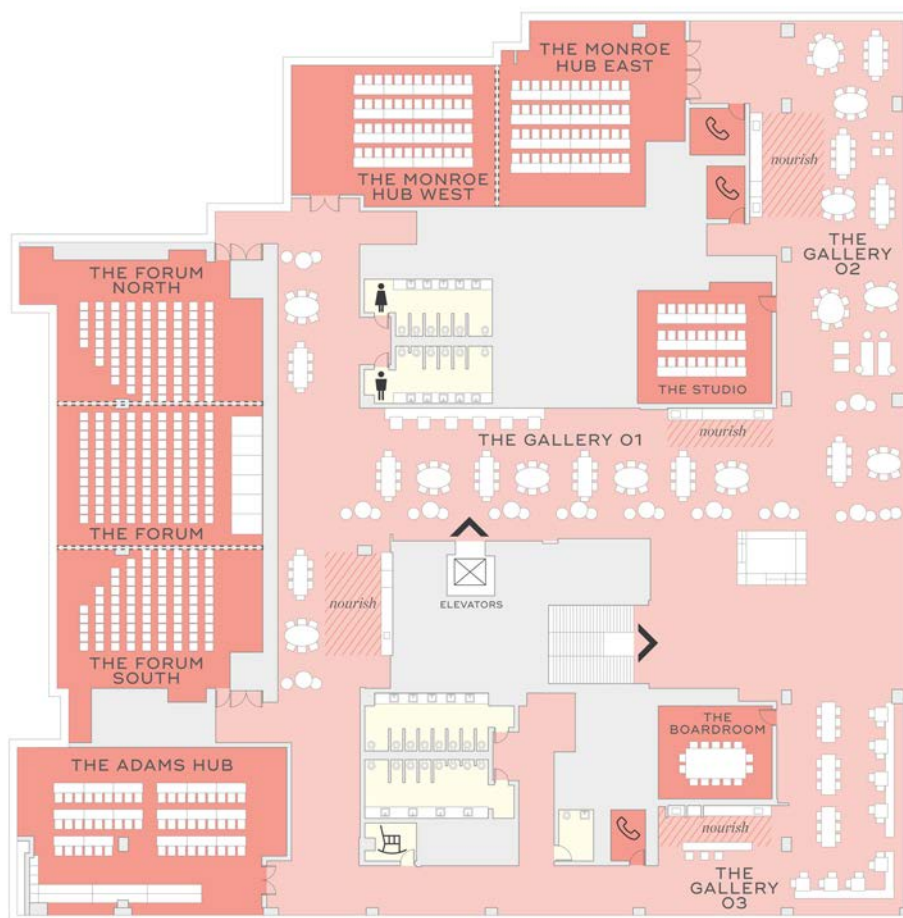 THE MONROE
HUB EAST
THE MONROE
HUB WEST
nourish
THE
GALLERY
02
THE FORUM
NORTH
THE STUDIO
THE GALLERY 01
nourish
THE FORUM
ELEVATORS
nourish
THE FORUM
SOUTH
THE
BOARDROOM
THE ADAMS HUB
nourish
THE
GALLERY
03